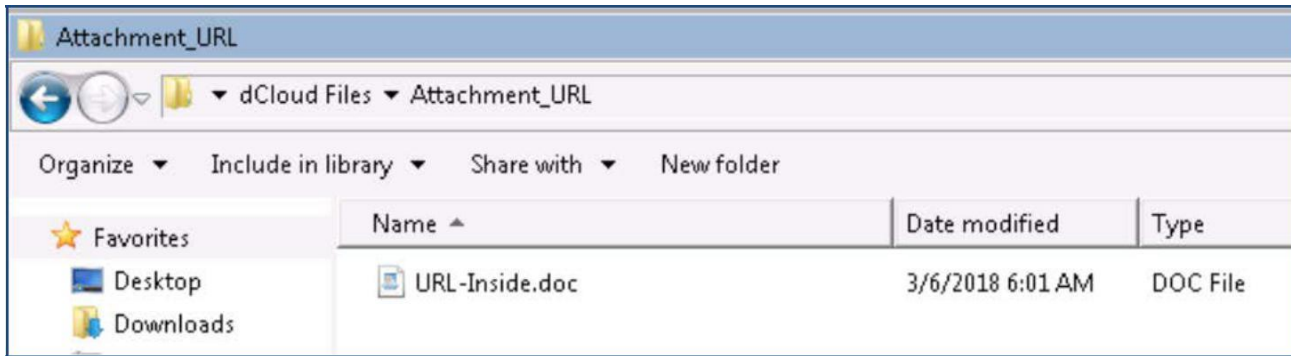 Attachment_URL
dCloud Files Attachment_URL
Organize Include in library Share with New folder
Favorites
Desktop
Downloads
Name Date modified Type
URL-Inside.doc 3/6/2018 6:01 AM DOC File